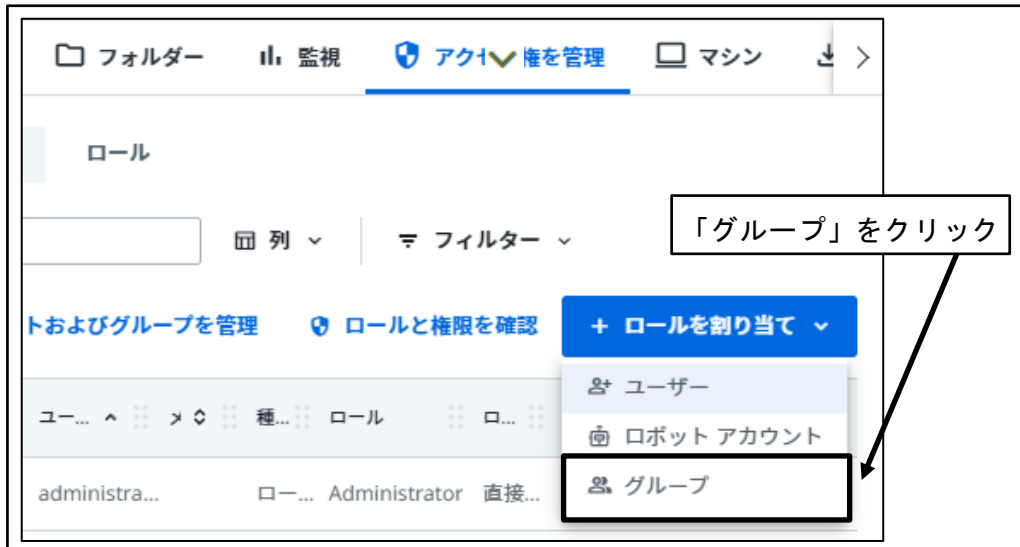 フォルダー 監視 アクセス権を管理 マシン
ロール
「グループ」をクリック
列 フィルター
トおよびグループを管理 ロールと権限を確認 + ロールを割り当て
ユーザー
ユー... 種... ロール ロ...
ロボット アカウント
administra... ロー... Administrator 直接... グループ